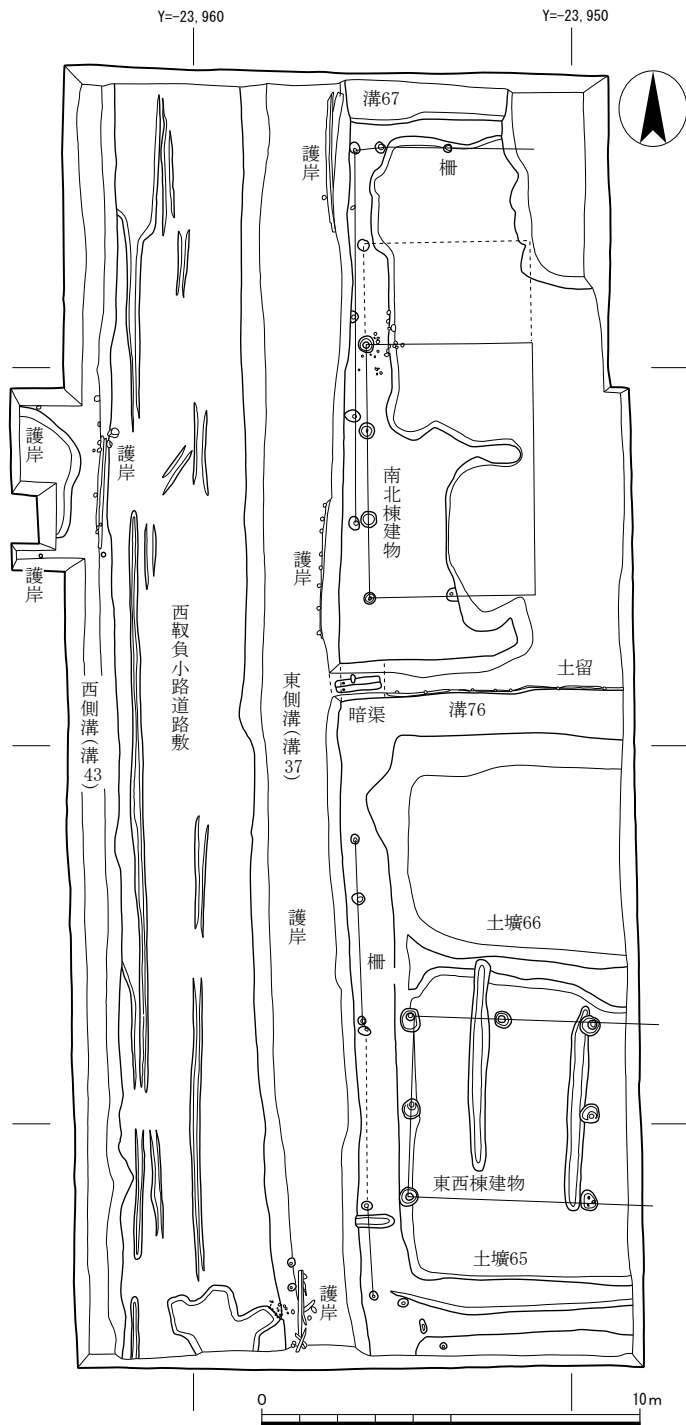 Y=-23,960
Y=-23,950
溝67
護岸
柵
護岸
護岸
南北棟建物
護岸
護岸
西靫負小路道路敷
土留
暗渠
溝76
西側溝(溝43)
東側溝(溝37)
護岸
土壙66
柵
東西棟建物
土壙65
護岸
0
10m